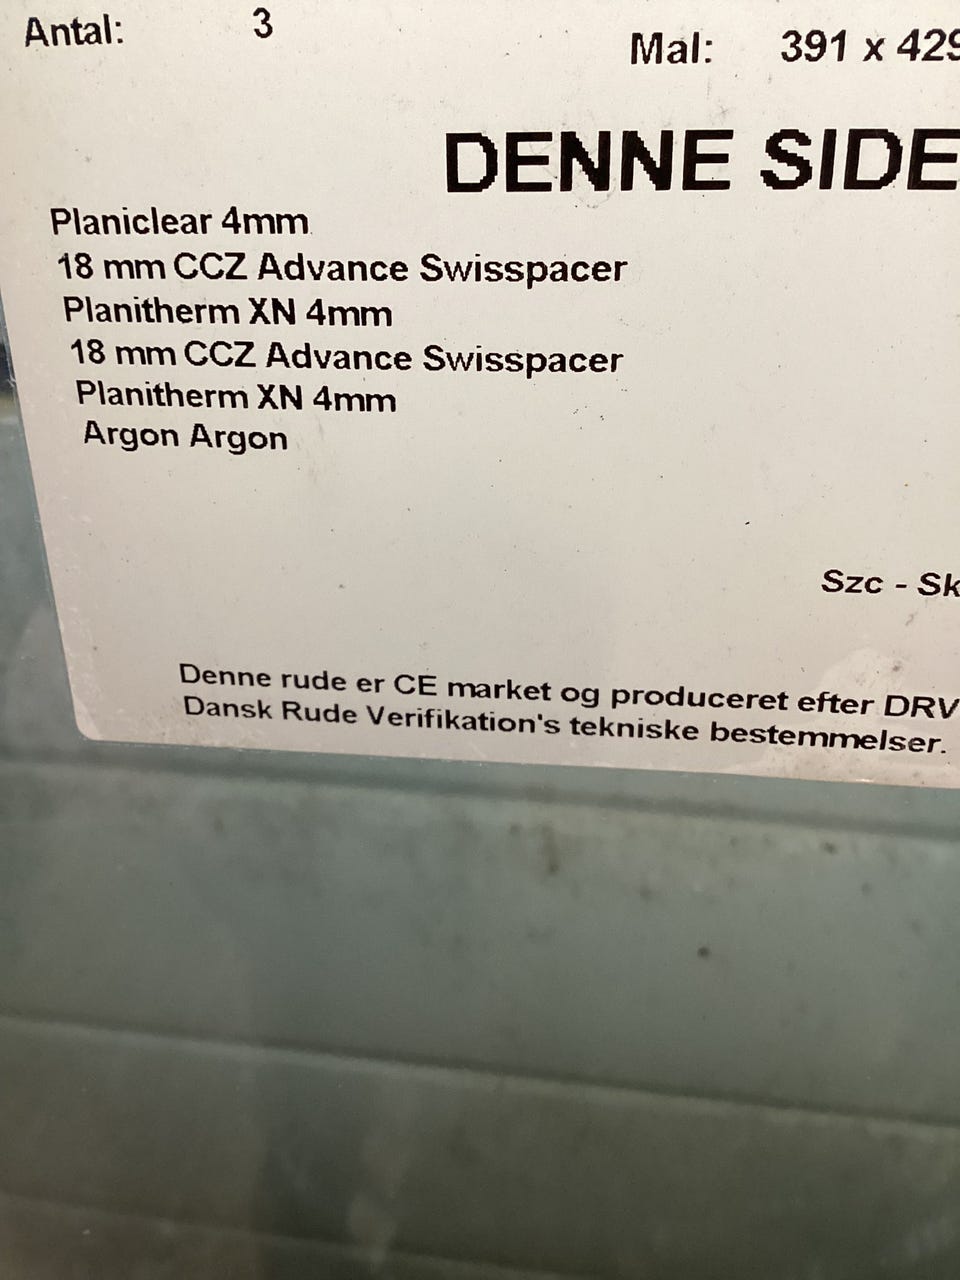 Antal: 3
Mal: 391 x 429
DENNE SIDE
Planiclear 4mm
18 mm CCZ Advance Swisspacer
Planitherm XN 4mm
18 mm CCZ Advance Swisspacer
Planitherm XN 4mm
Argon Argon
Szc - Sk
Denne rude er CE market og produceret efter DRV
Dansk Rude Verifikation's tekniske bestemmelser.